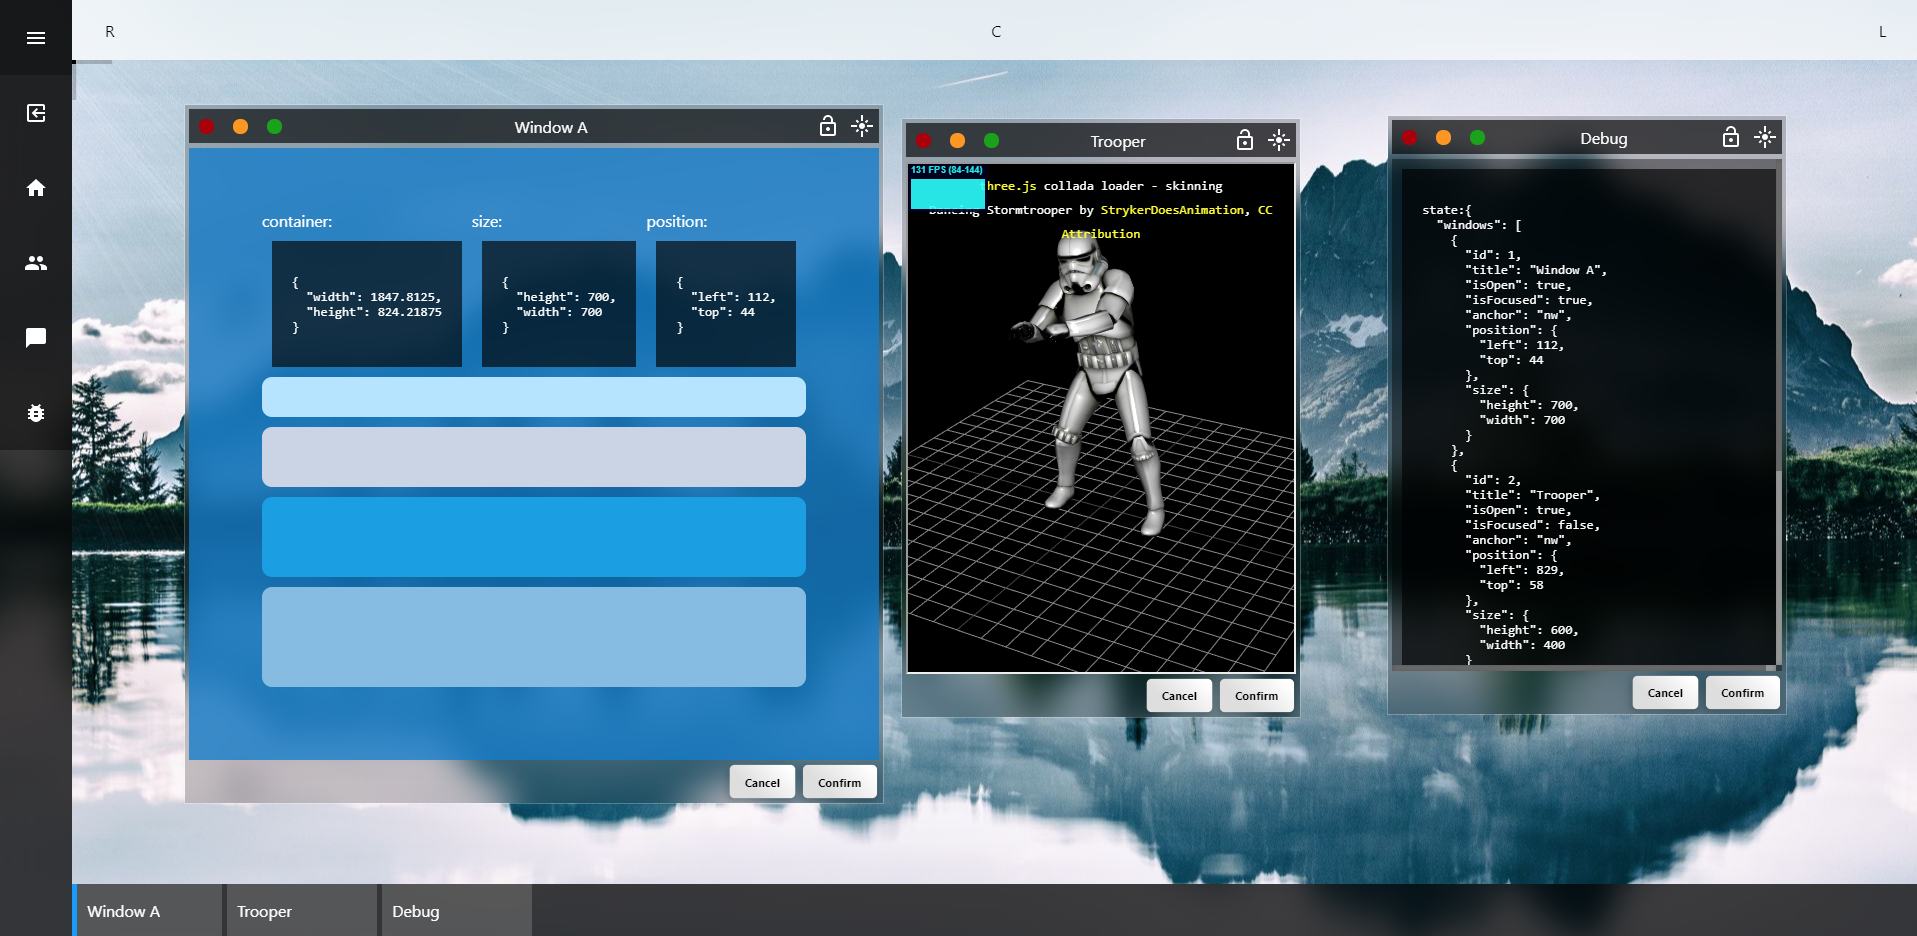 R
C
L
Window A
container:
size:
position:
{
"width": 1847.8125,
"height": 824.21875
}
{
"height": 700,
"width": 700
}
{
"left": 112,
"top": 44
}
Cancel
Confirm
Trooper
131 FPS (84-144)
three.js collada loader - skinning
Dancing Stormtrooper by StrykerDoesAnimation, CC
Attribution
Cancel
Confirm
Debug
state:{
"windows": [
{
"id": 1,
"title": "Window A",
"isOpen": true,
"isFocused": true,
"anchor": "nw",
"position": {
"left": 112,
"top": 44
},
"size": {
"height": 700,
"width": 700
}
},
{
"id": 2,
"title": "Trooper",
"isOpen": true,
"isFocused": false,
"anchor": "nw",
"position": {
"left": 829,
"top": 58
},
"size": {
"height": 600,
"width": 400
}
Cancel
Confirm
Window A
Trooper
Debug